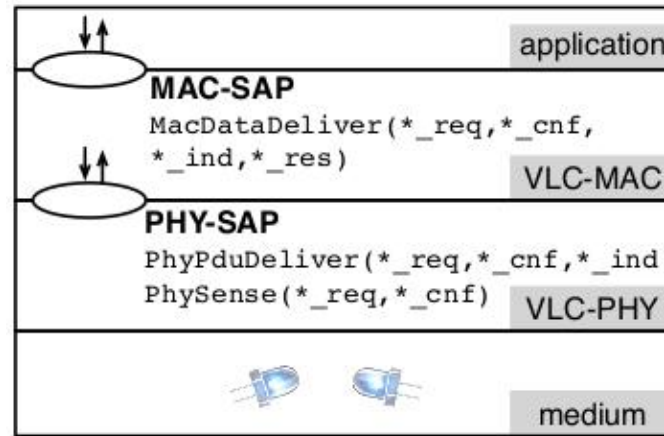 application
MAC-SAP
MacDataDeliver(*_req,*_cnf,
*_ind,*_res)
VLC-MAC
PHY-SAP
PhyPduDeliver(*_req,*_cnf,*_ind
PhySense(*_req,*_cnf)
VLC-PHY
medium